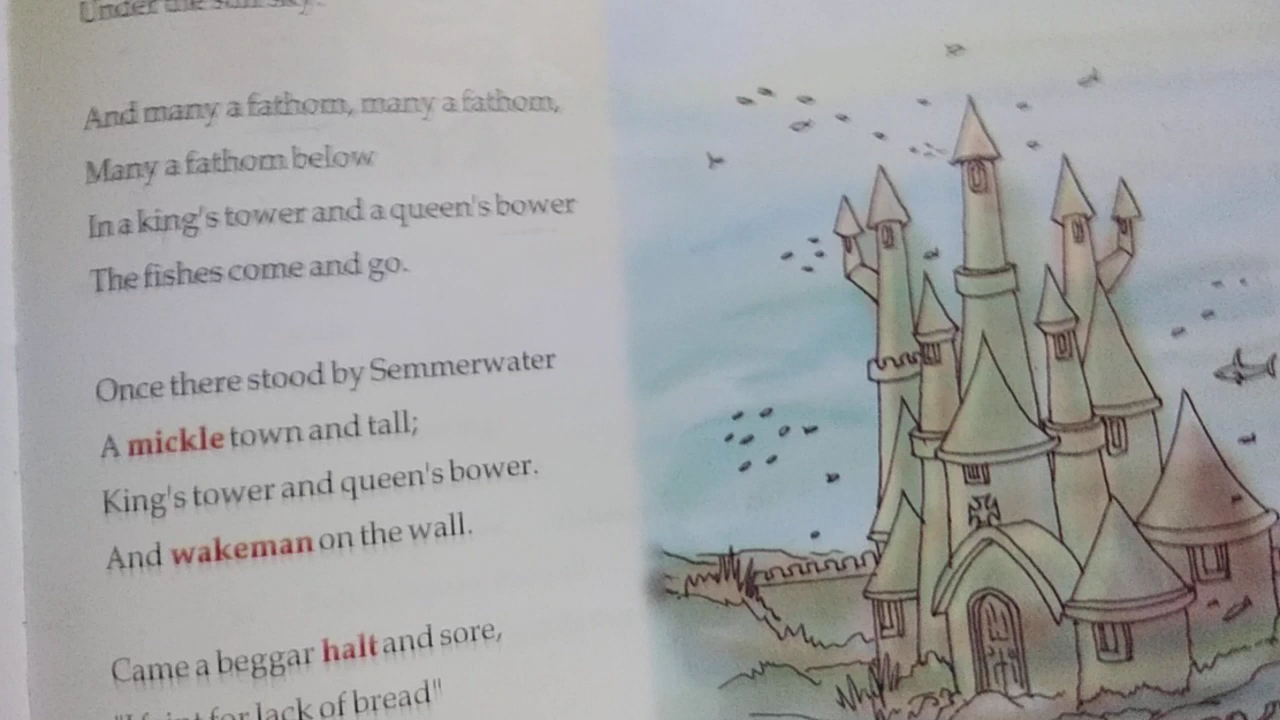 Under the still sky.
And many a fathom, many a fathom,
Many a fathom below
In a king's tower and a queen's bower
The fishes come and go.
Once there stood by Semmerwater
A mickle town and tall;
King's tower and queen's bower.
And wakeman on the wall.
Came a beggar halt and sore,
"I faint for lack of bread"